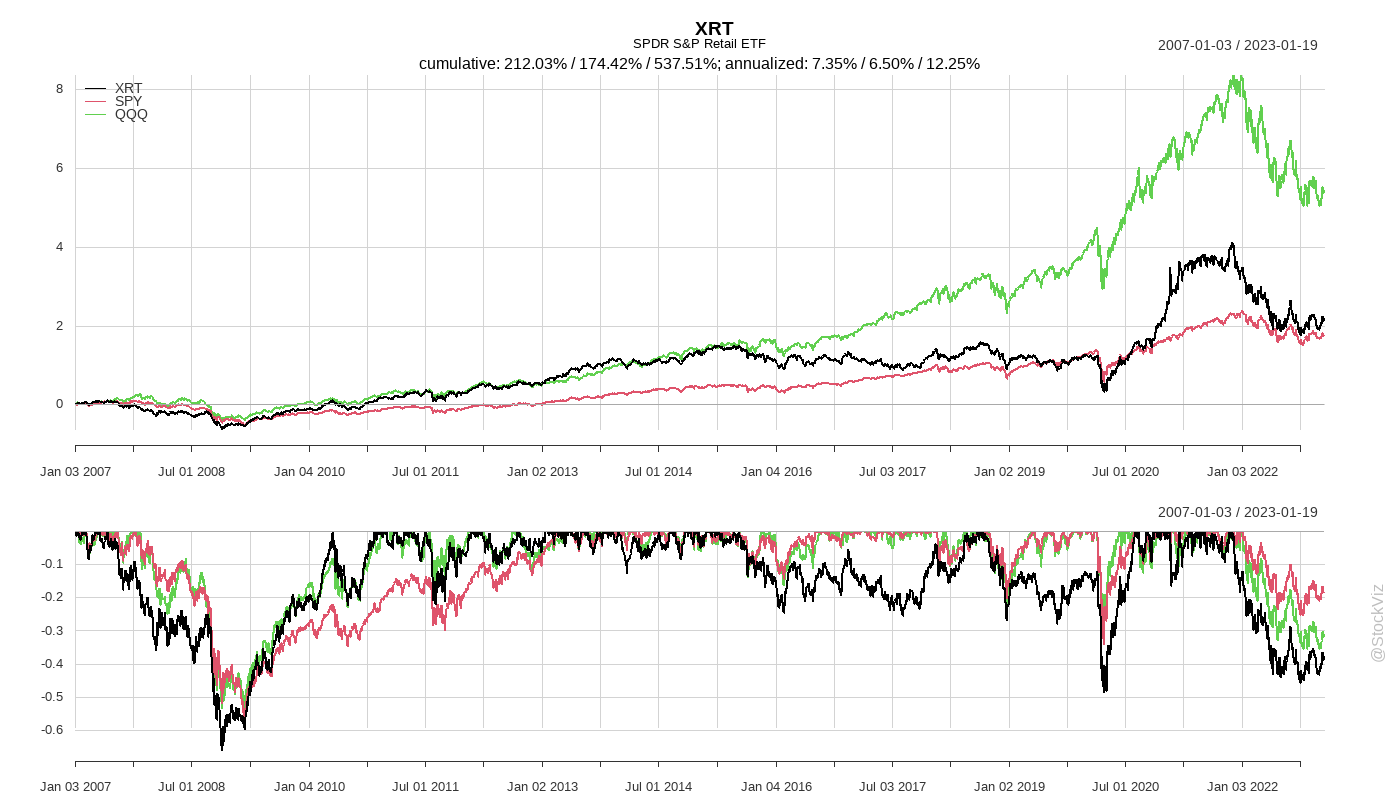 XRT
SPDR S&P Retail ETF
2007-01-03 / 2023-01-19
cumulative: 212.03% / 174.42% / 537.51%; annualized: 7.35% / 6.50% / 12.25%
XRT
SPY
QQQ
8
6
4
2
0
Jan 03 2007 Jul 01 2008 Jan 04 2010 Jul 01 2011 Jan 02 2013 Jul 01 2014 Jan 04 2016 Jul 03 2017 Jan 02 2019 Jul 01 2020 Jan 03 2022
2007-01-03 / 2023-01-19
-0.1
-0.2
-0.3
-0.4
-0.5
-0.6
Jan 03 2007 Jul 01 2008 Jan 04 2010 Jul 01 2011 Jan 02 2013 Jul 01 2014 Jan 04 2016 Jul 03 2017 Jan 02 2019 Jul 01 2020 Jan 03 2022
@StockViz